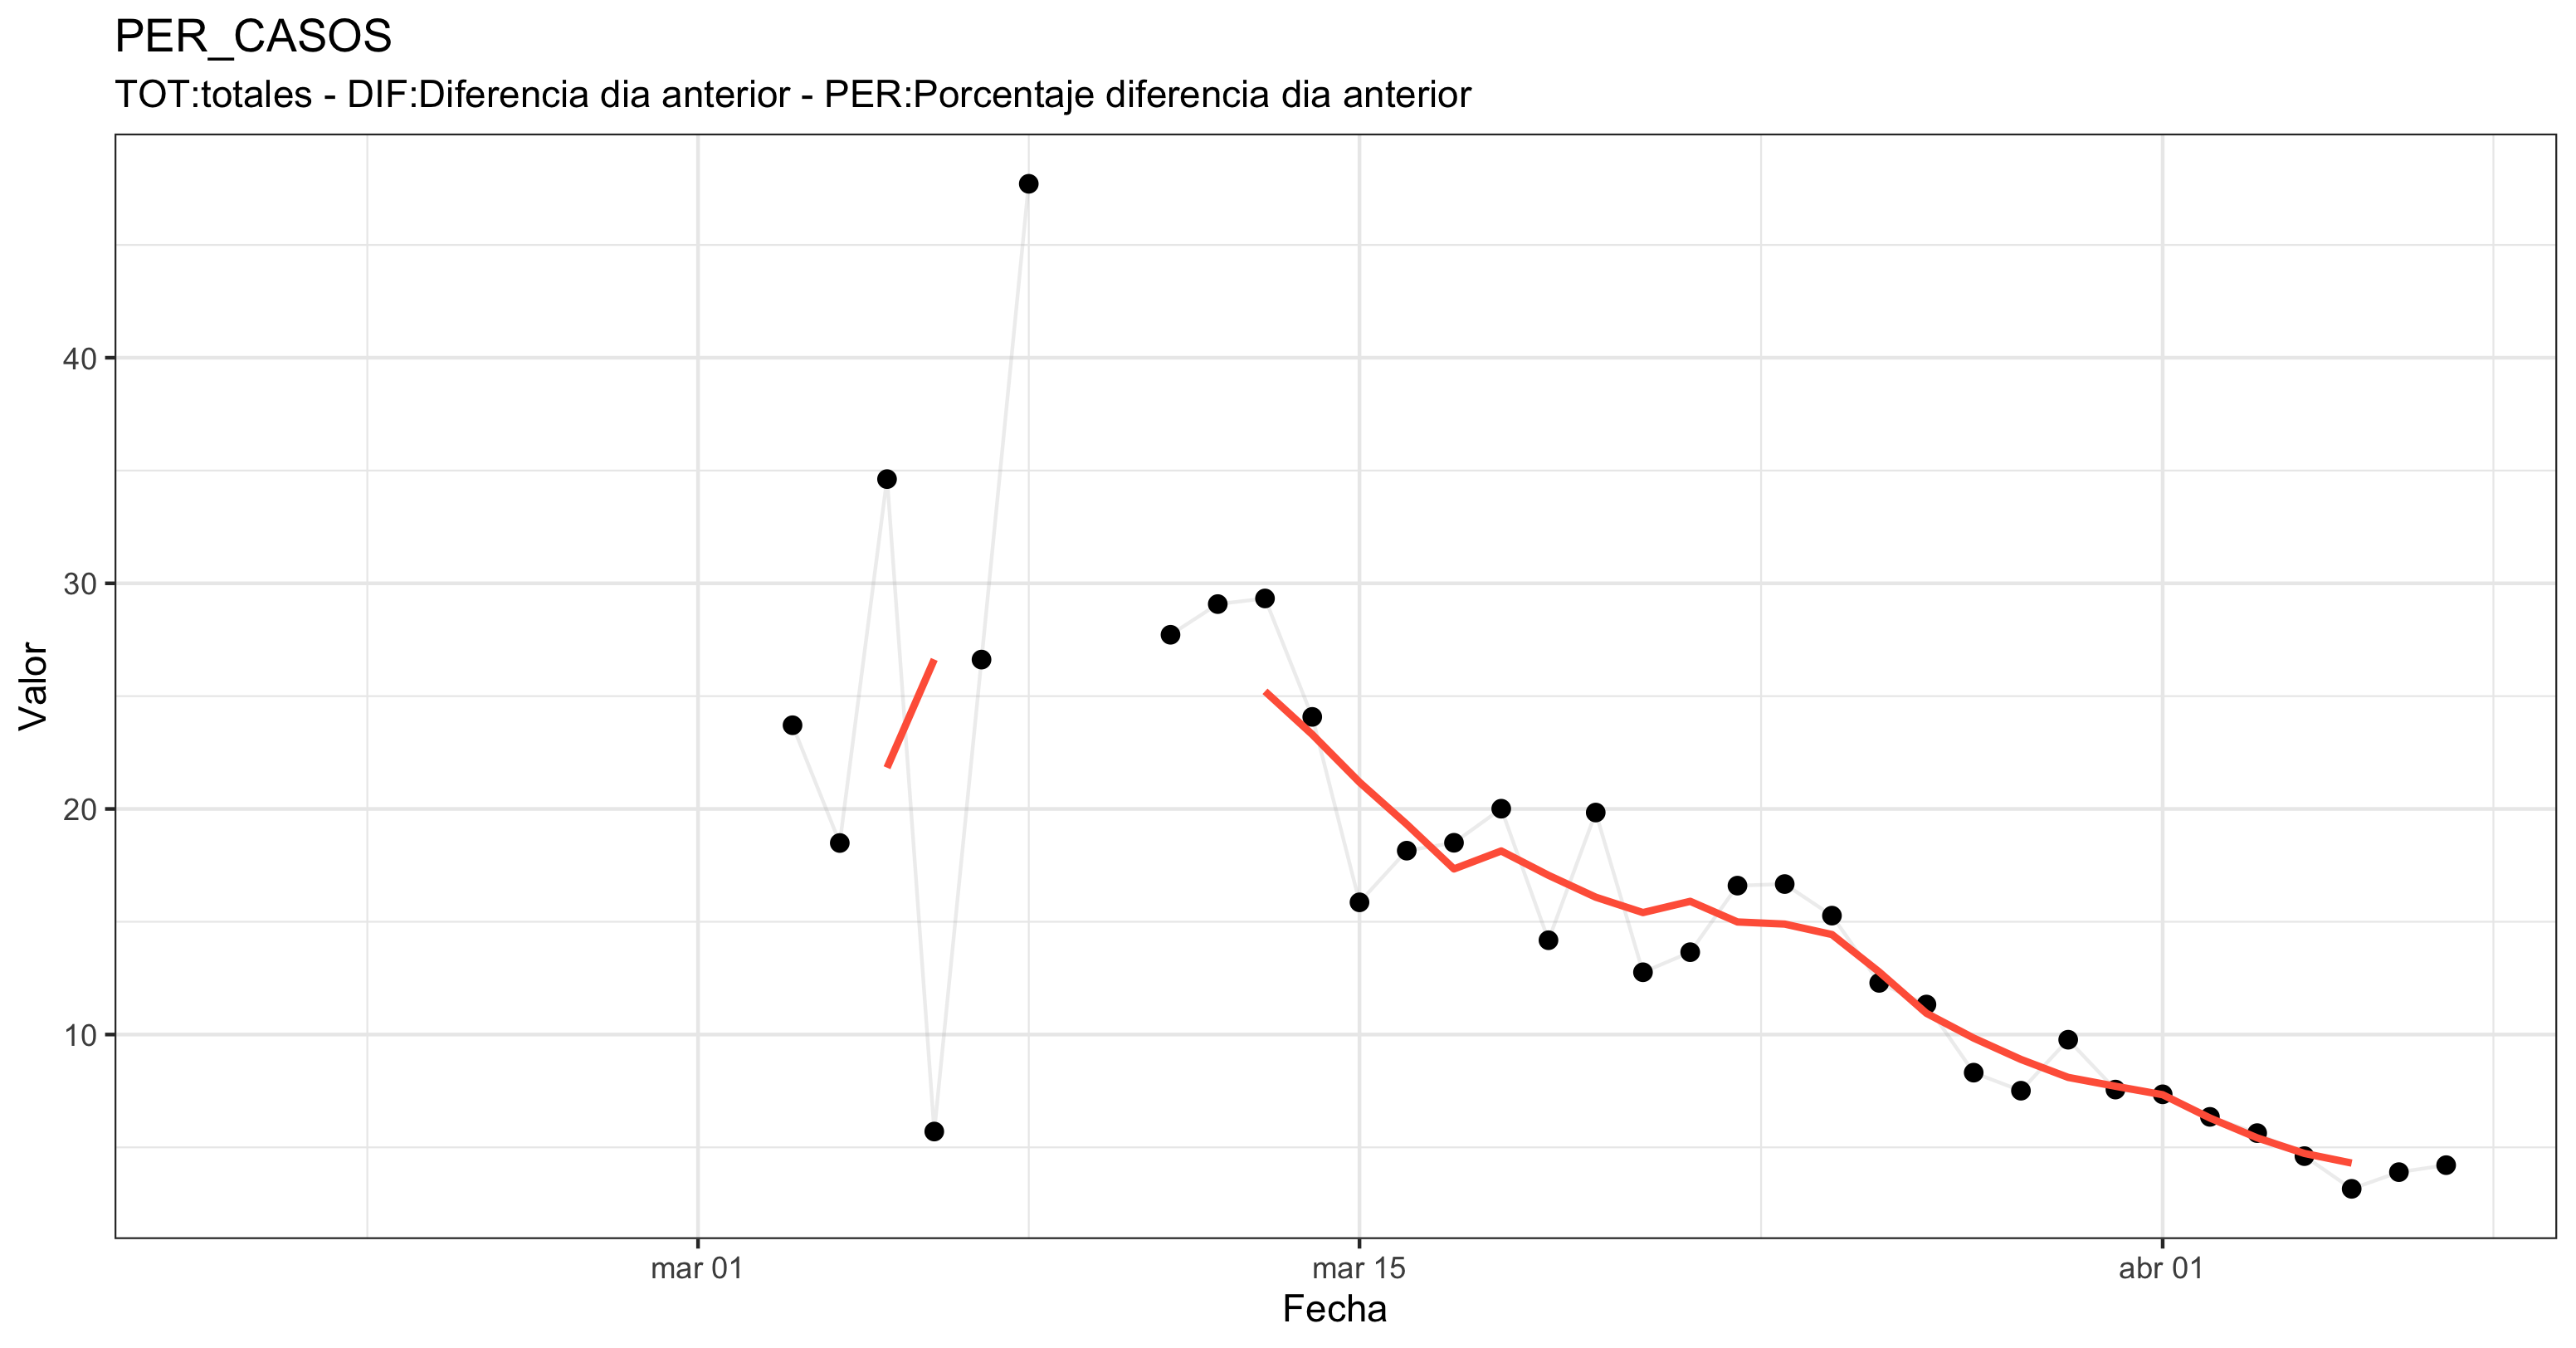 PER_CASOS
TOT:totales - DIF:Diferencia dia anterior - PER:Porcentaje diferencia dia anterior
Valor
40
30
20
10
mar 01
mar 15
abr 01
Fecha